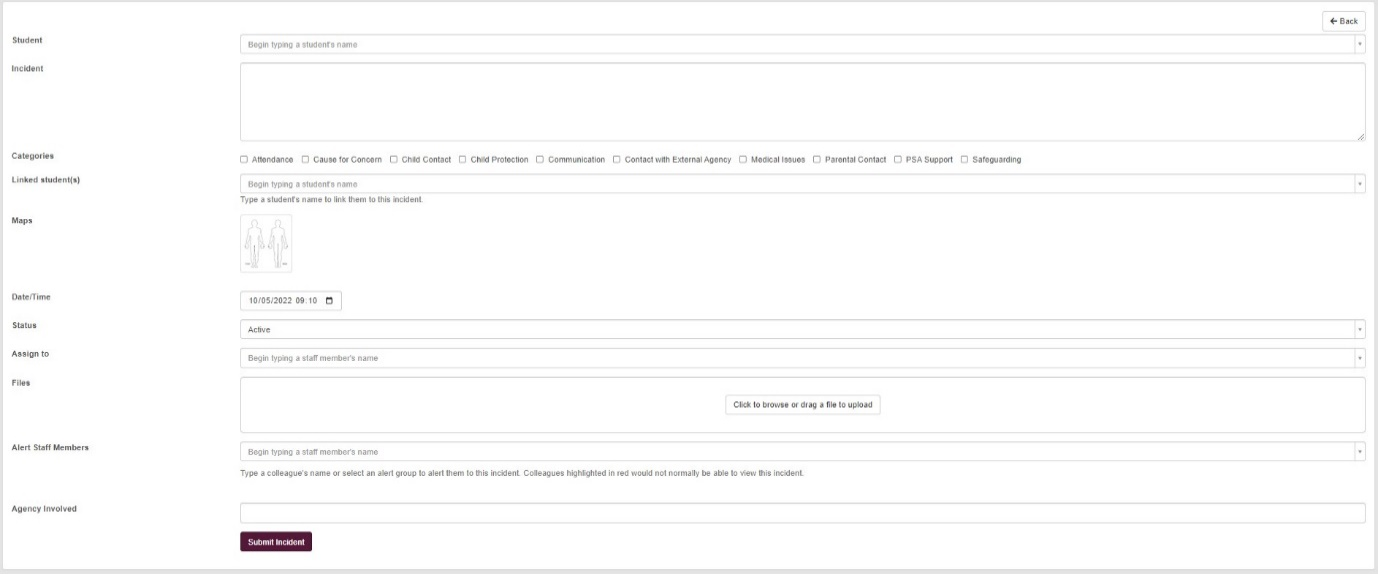 ← Back
Student
Begin typing a student's name
Incident
Categories
Attendance Cause for Concern Child Contact Child Protection Communication Contact with External Agency Medical Issues Parental Contact PSA Support Safeguarding
Linked student(s)
Begin typing a student's name
Type a student's name to link them to this incident.
Maps
Date/Time
10/05/2022 09:10
Status
Active
Assign to
Begin typing a staff member's name
Files
Click to browse or drag a file to upload
Alert Staff Members
Begin typing a staff member's name
Type a colleague's name or select an alert group to alert them to this incident. Colleagues highlighted in red would not normally be able to view this incident.
Agency Involved
Submit Incident